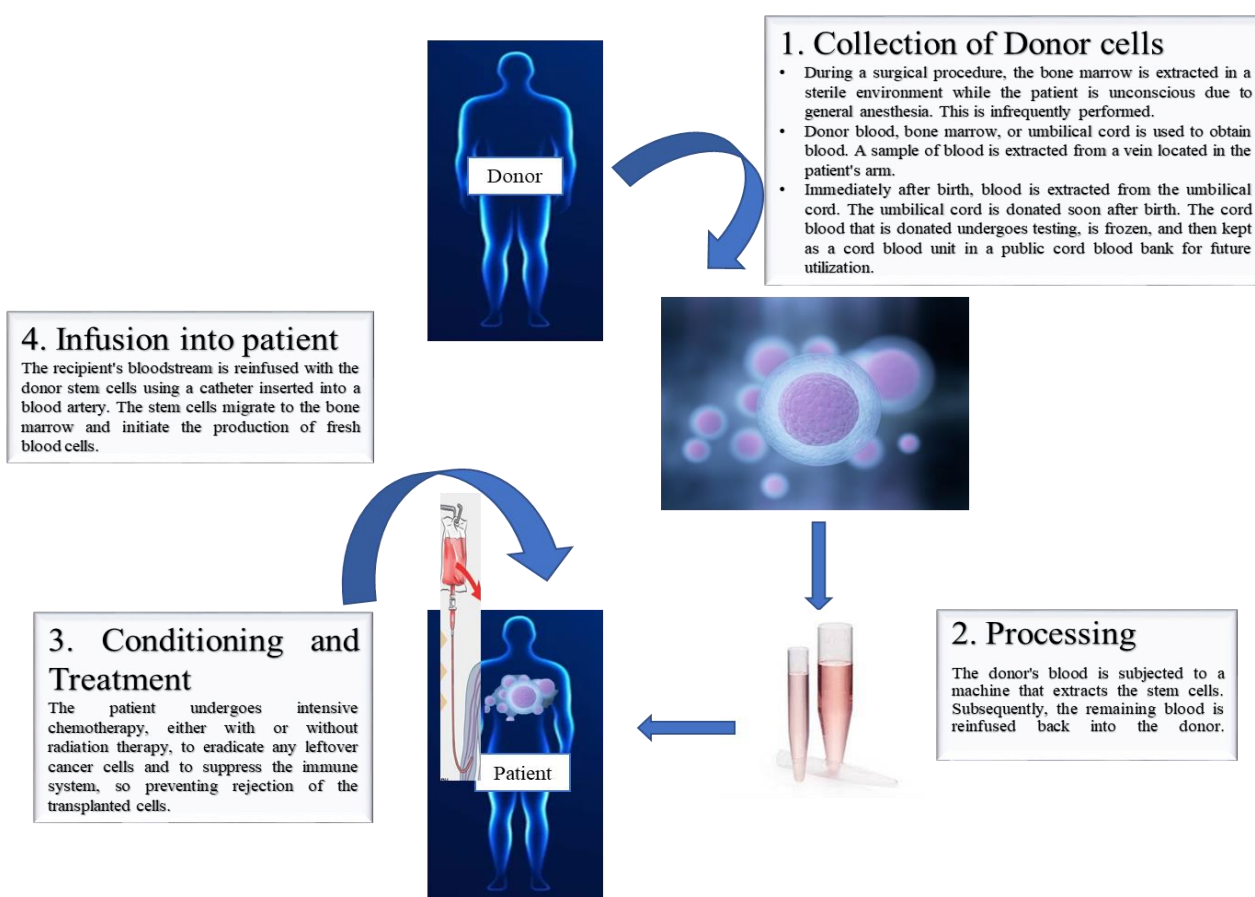 Donor
1. Collection of Donor cells
• During a surgical procedure, the bone marrow is extracted in a
sterile environment while the patient is unconscious due to
general anesthesia. This is infrequently performed.
• Donor blood, bone marrow, or umbilical cord is used to obtain
blood. A sample of blood is extracted from a vein located in the
patient's arm.
• Immediately after birth, blood is extracted from the umbilical
cord. The umbilical cord is donated soon after birth. The cord
blood that is donated undergoes testing, is frozen, and then kept
as a cord blood unit in a public cord blood bank for future
utilization.
2. Processing
The donor's blood is subjected to a
machine that extracts the stem cells.
Subsequently, the remaining blood is
reinfused back into the donor.
3. Conditioning and
Treatment
The patient undergoes intensive
chemotherapy, either with or without
radiation therapy, to eradicate any leftover
cancer cells and to suppress the immune
system, so preventing rejection of the
transplanted cells.
Patient
4. Infusion into patient
The recipient's bloodstream is reinfused with the
donor stem cells using a catheter inserted into a
blood artery. The stem cells migrate to the bone
marrow and initiate the production of fresh
blood cells.